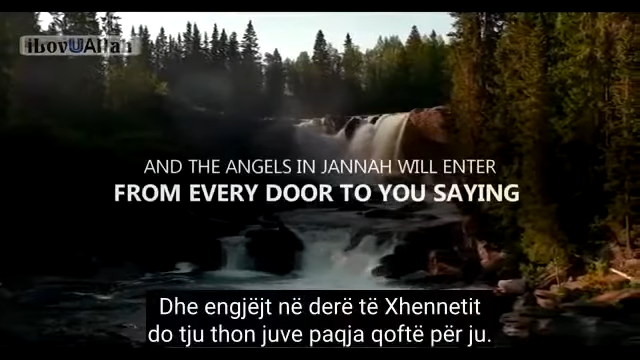 iLovUAllah
AND THE ANGELS IN JANNAH WILL ENTER
FROM EVERY DOOR TO YOU SAYING
Dhe engjëjt në derë të Xhennetit
do tju thon juve paqja qoftë për ju.